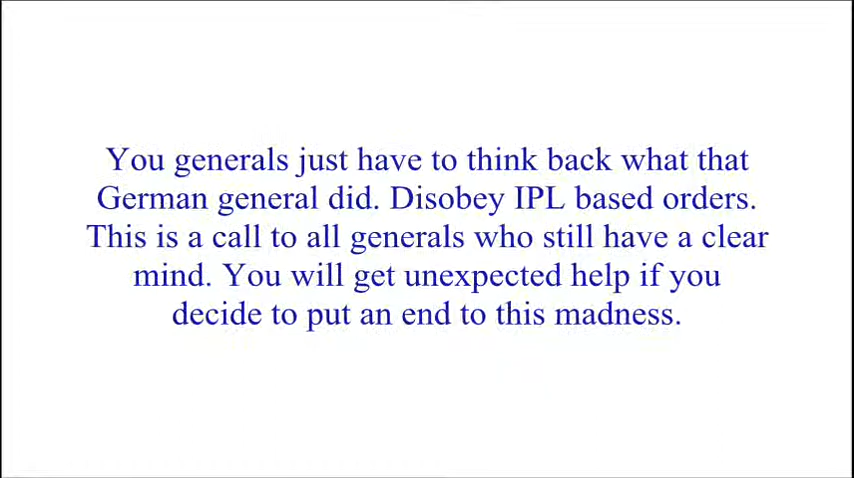 You generals just have to think back what that
German general did. Disobey IPL based orders.
This is a call to all generals who still have a clear
mind. You will get unexpected help if you
decide to put an end to this madness.